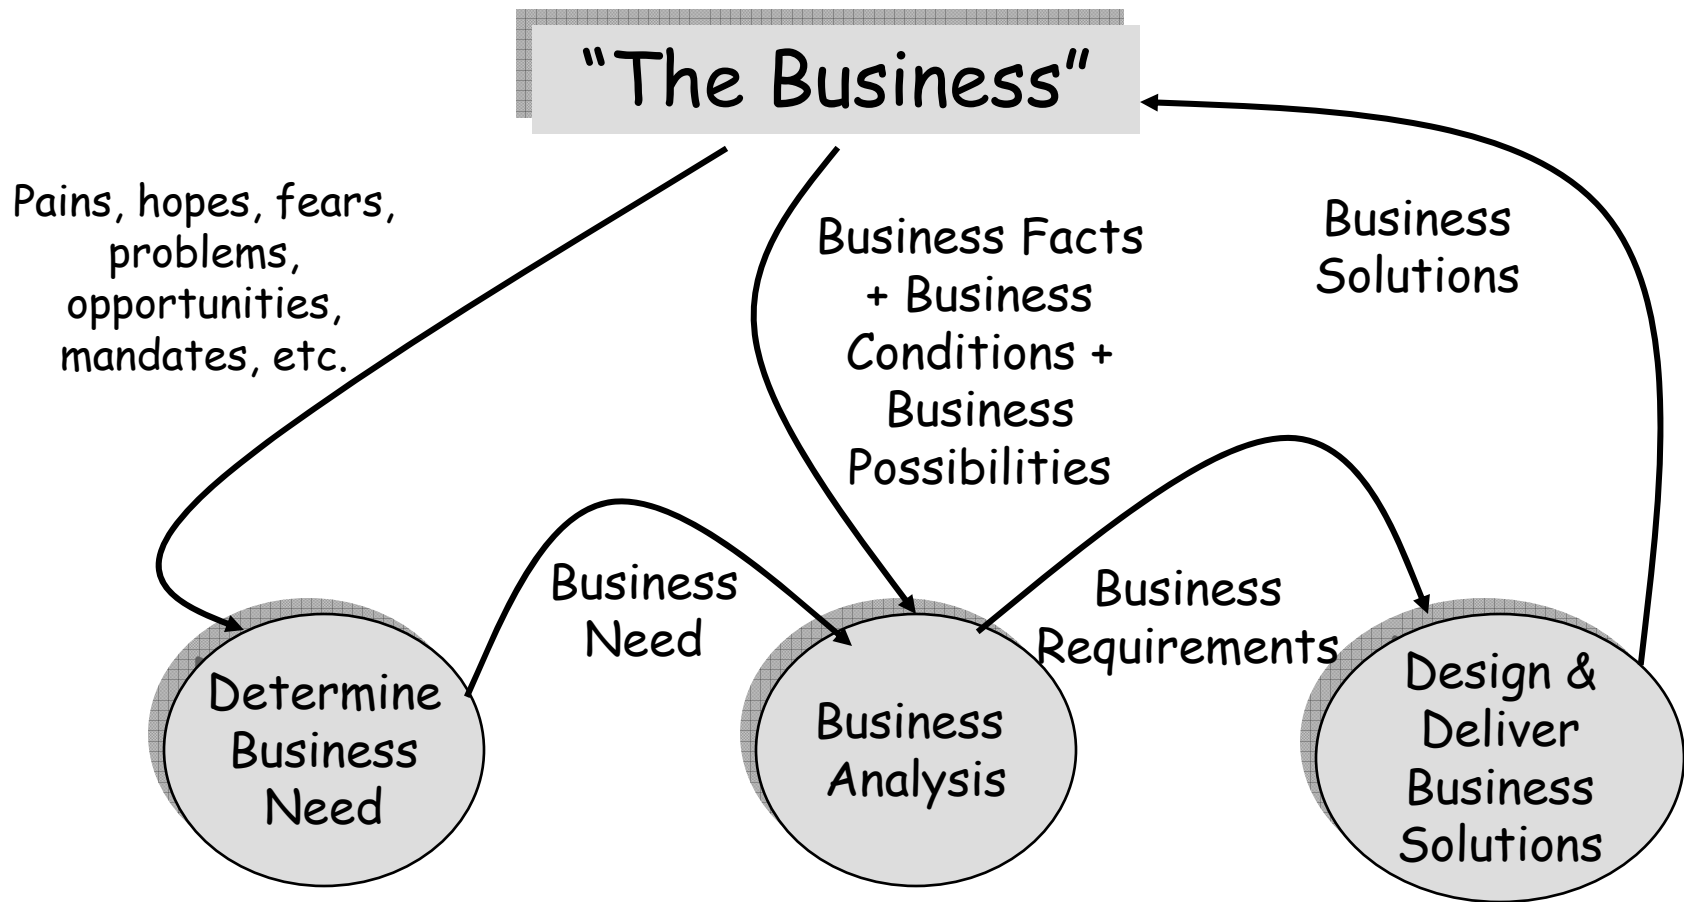 “The Business”
Pains, hopes, fears,
problems,
opportunities,
mandates, etc.
Business Facts
+ Business
Conditions +
Business
Possibilities
Business
Solutions
Business
Need
Business
Requirements
Determine
Business
Need
Business
Analysis
Design &
Deliver
Business
Solutions